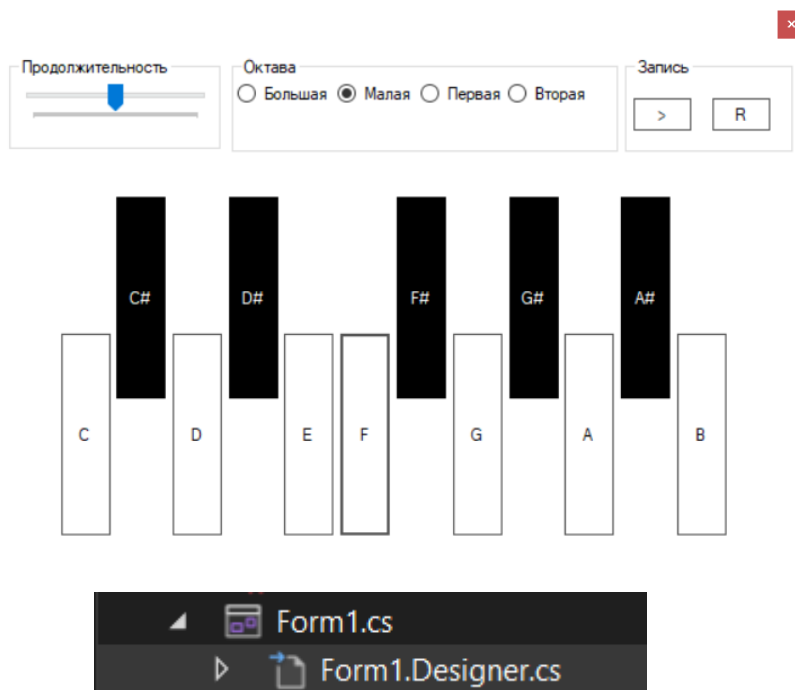 ×
Продолжительность
Октава
Запись
Большая Малая Первая Вторая
> R
C# D# F# G# A#
C D E F G A B
Form1.cs
Form1.Designer.cs